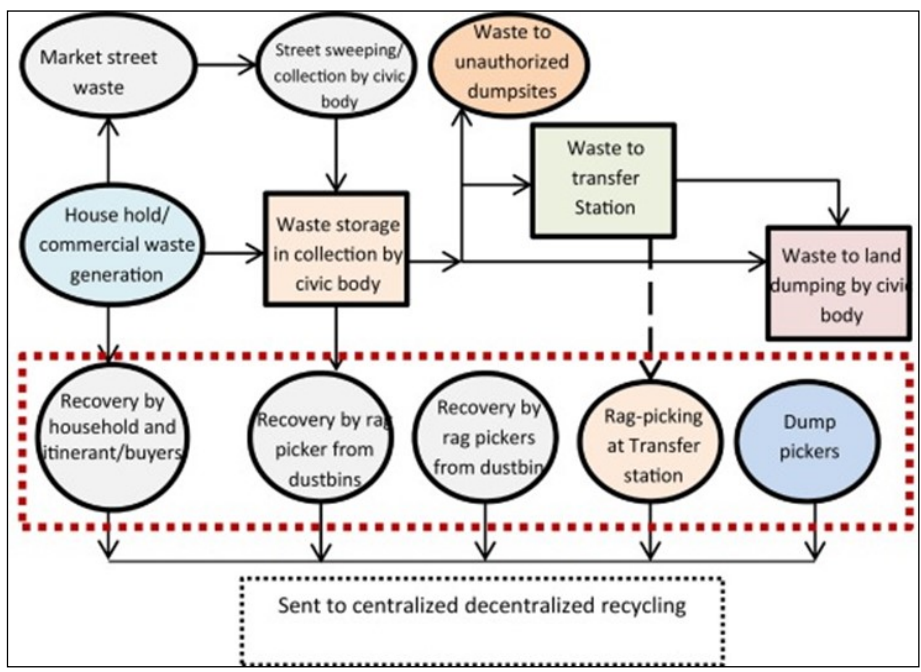 Market street
waste
Street sweeping/
collection by civic
body
Waste to
unauthorized
dumpsites
Waste to
transfer
Station
House hold/
commercial waste
generation
Waste storage
in collection by
civic body
Waste to land
dumping by civic
body
Recovery by
household and
itinerant/buyers
Recovery by rag
picker from
dustbins
Recovery by
rag pickers
from dustbin
Rag-picking
at Transfer
station
Dump
pickers
Sent to centralized decentralized recycling